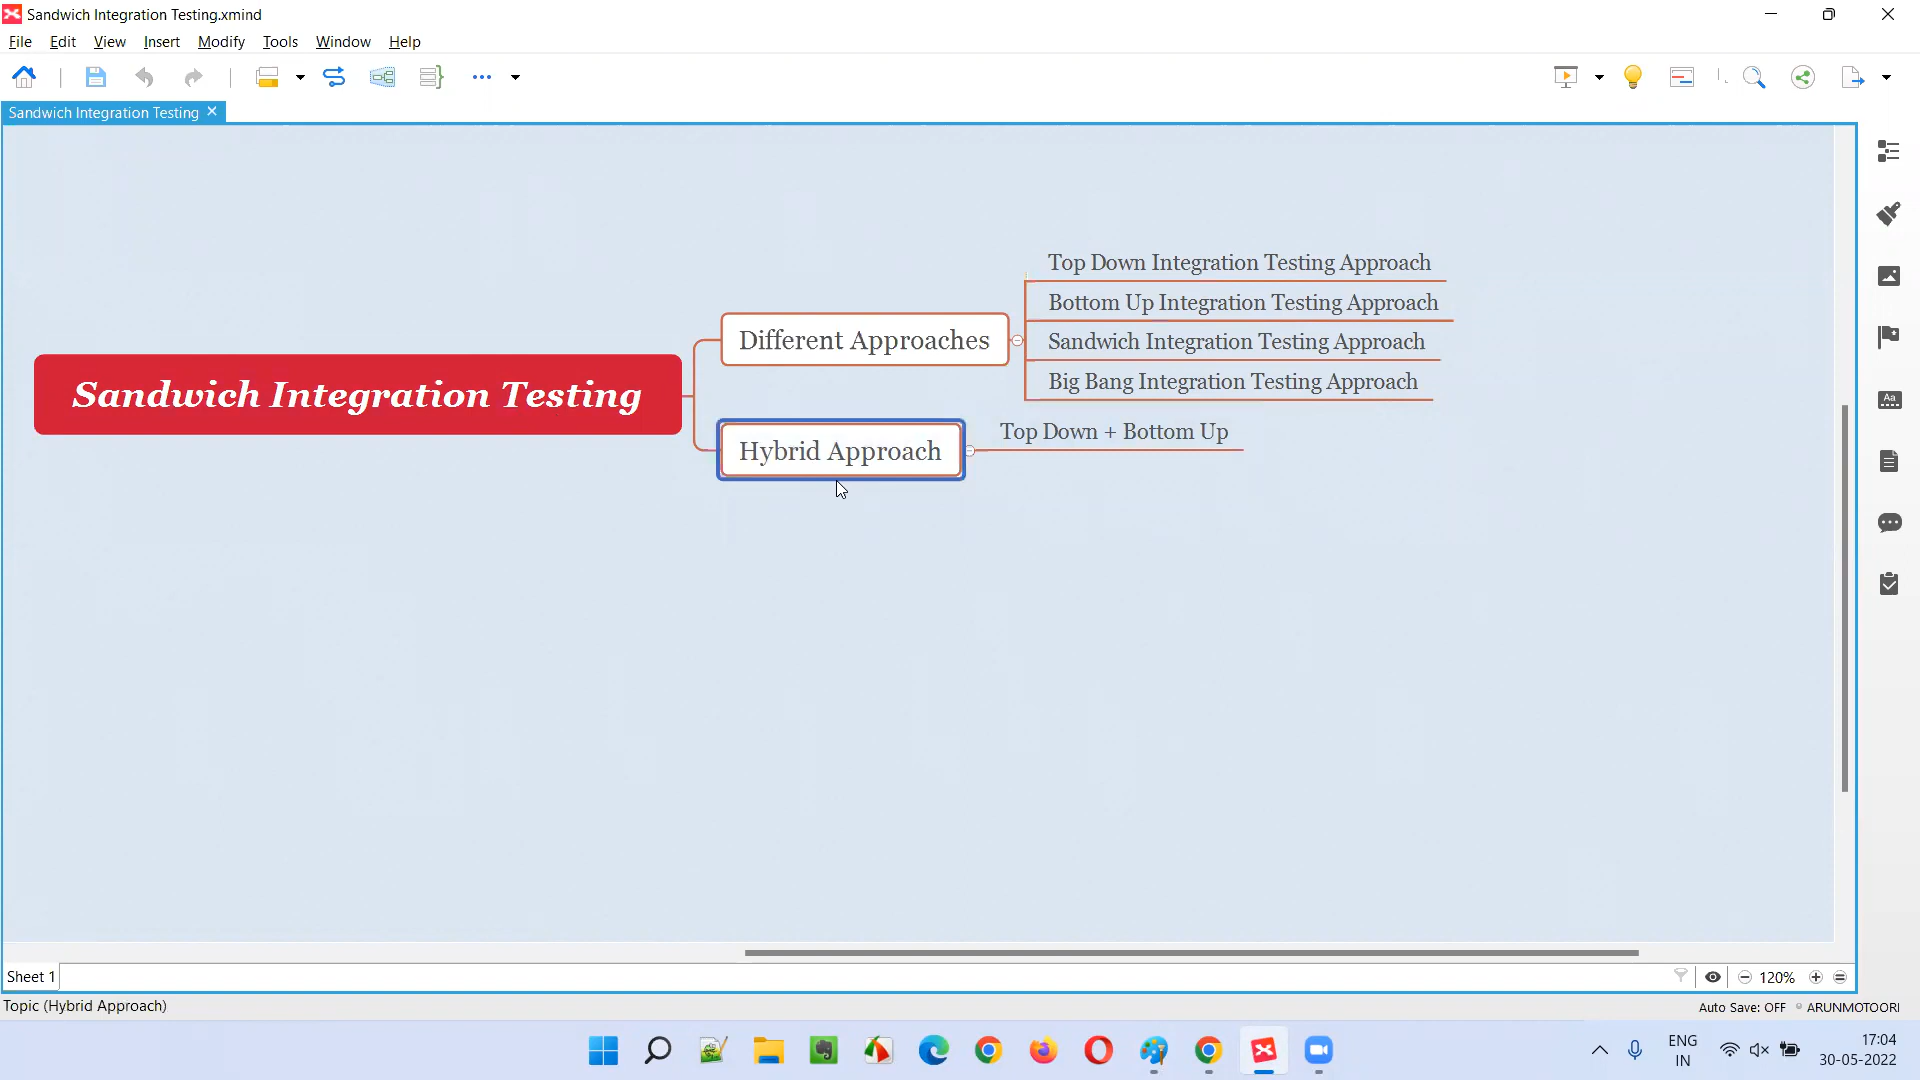 Sandwich Integration Testing.xmind
File Edit View Insert Modify Tools Window Help
Sandwich Integration Testing
Top Down Integration Testing Approach
Bottom Up Integration Testing Approach
Different Approaches
Sandwich Integration Testing Approach
Big Bang Integration Testing Approach
Sandwich Integration Testing
Hybrid Approach
Top Down + Bottom Up
Aa
Sheet 1
120%
Topic (Hybrid Approach)
Auto Save: OFF
ARUNMOTOORI
ENG
IN
17:04
30-05-2022